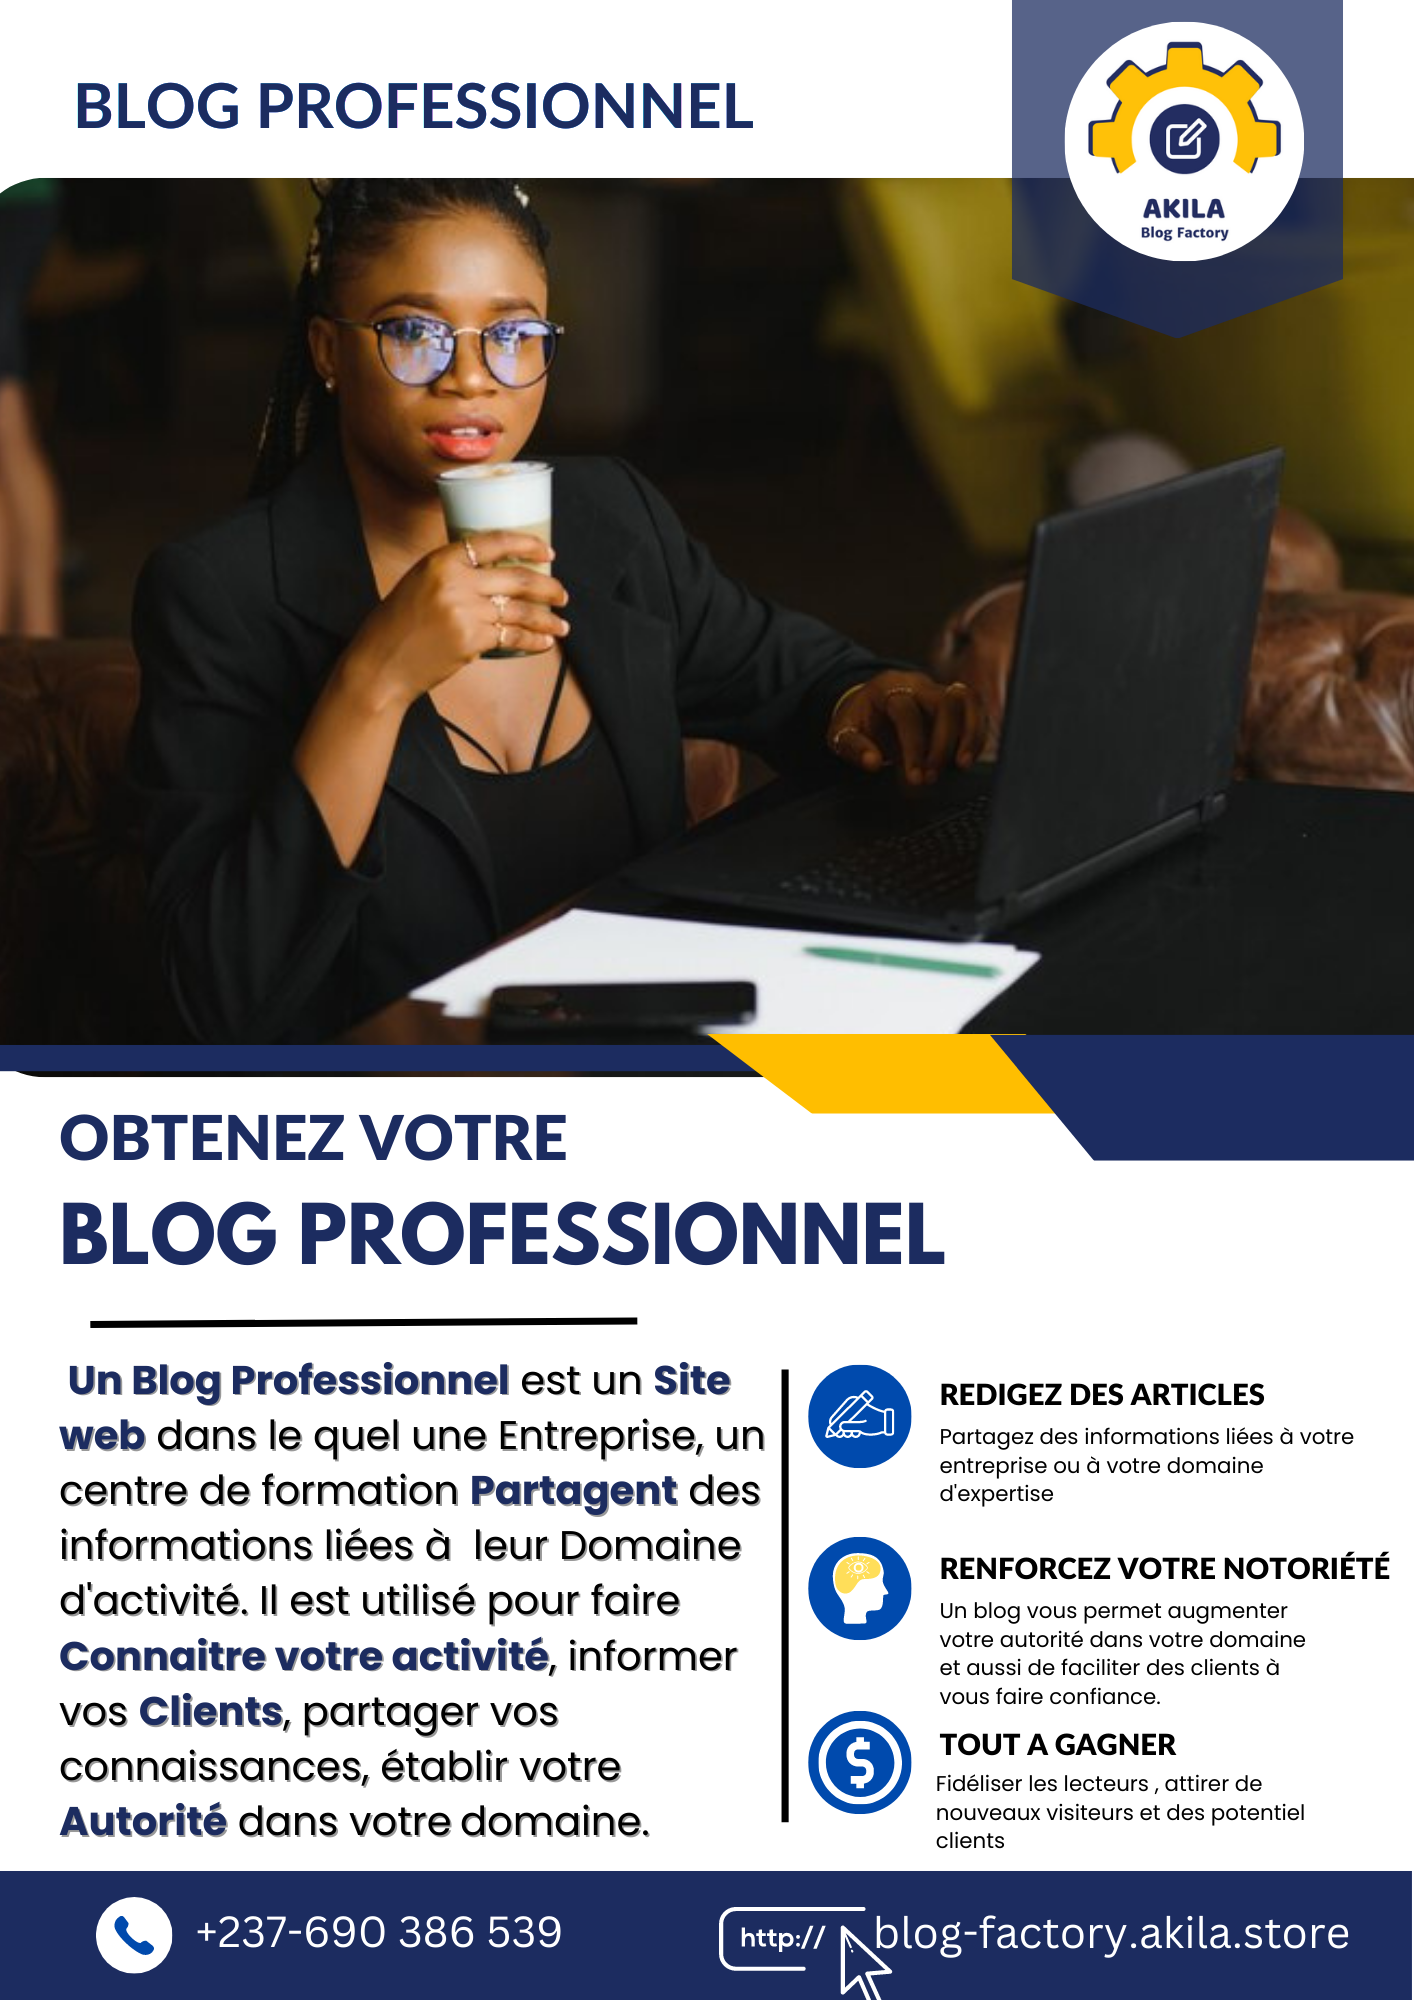 BLOG PROFESSIONNEL
AKILA
Blog Factory
OBTENEZ VOTRE
BLOG PROFESSIONNEL
Un Blog Professionnel est un Site
web dans le quel une Entreprise, un
centre de formation Partagent des
informations liées à leur Domaine
d'activité. Il est utilisé pour faire
Connaitre votre activité, informer
vos Clients, partager vos
connaissances, établir votre
Autorité dans votre domaine.
REDIGEZ DES ARTICLES
Partagez des informations liées à votre
entreprise ou à votre domaine
d'expertise
RENFORCEZ VOTRE NOTORIÉTÉ
Un blog vous permet augmenter
votre autorité dans votre domaine
et aussi de faciliter des clients à
vous faire confiance.
TOUT A GAGNER
Fidéliser les lecteurs , attirer de
nouveaux visiteurs et des potentiel
clients
+237-690 386 539
http:// blog-factory.akila.store